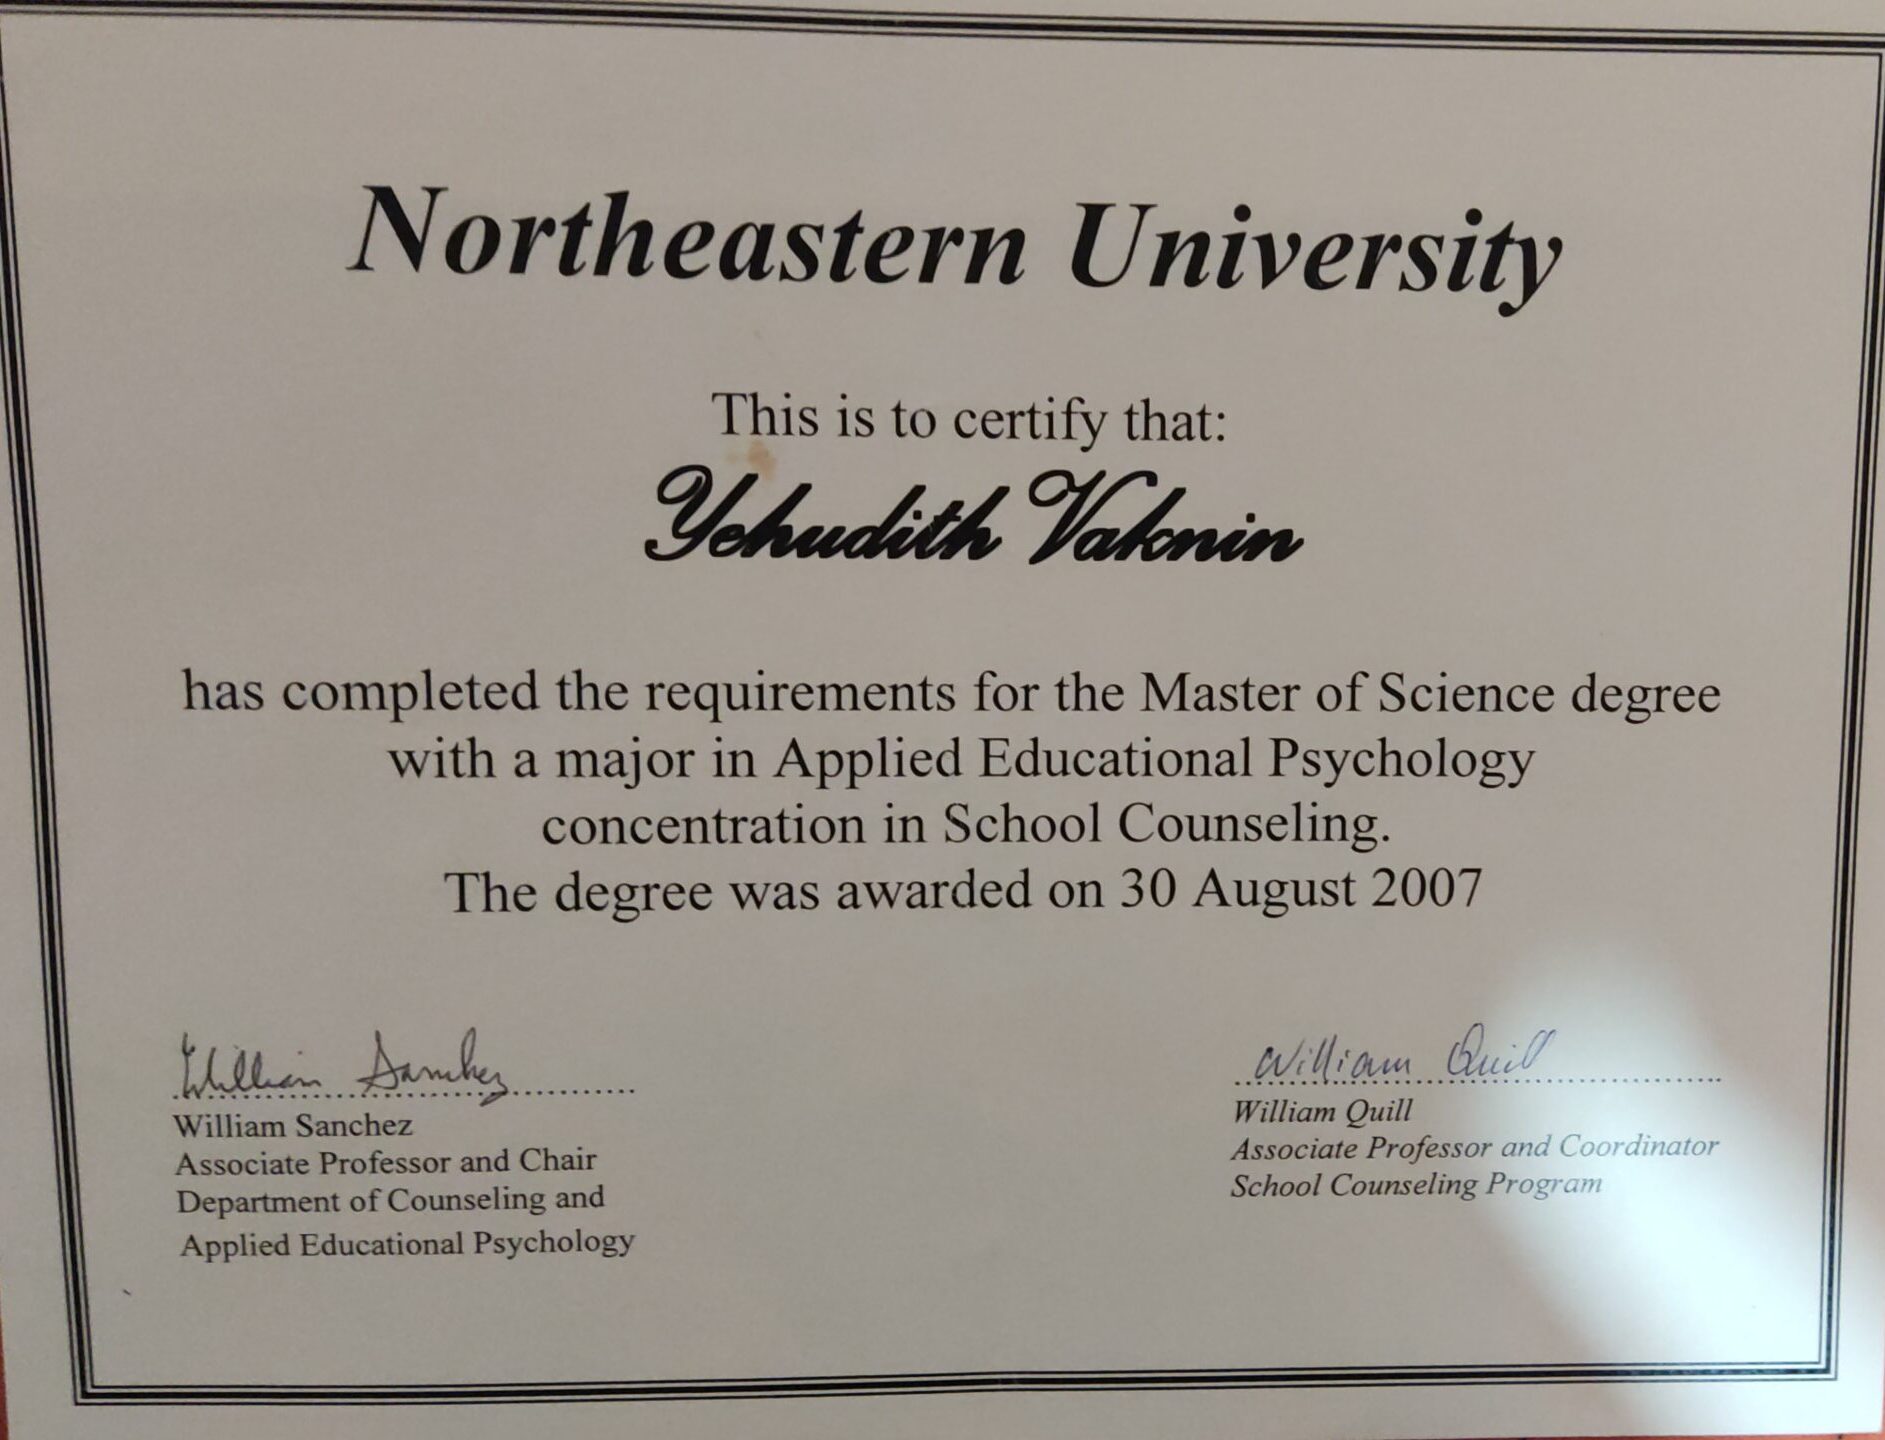 Northeastern University
This is to certify that:
Yehudith Vaknin
has completed the requirements for the Master of Science degree
with a major in Applied Educational Psychology
concentration in School Counseling.
The degree was awarded on 30 August 2007
William Sanchez
William Sanchez
Associate Professor and Chair
Department of Counseling and
Applied Educational Psychology
William Quill
William Quill
Associate Professor and Coordinator
School Counseling Program